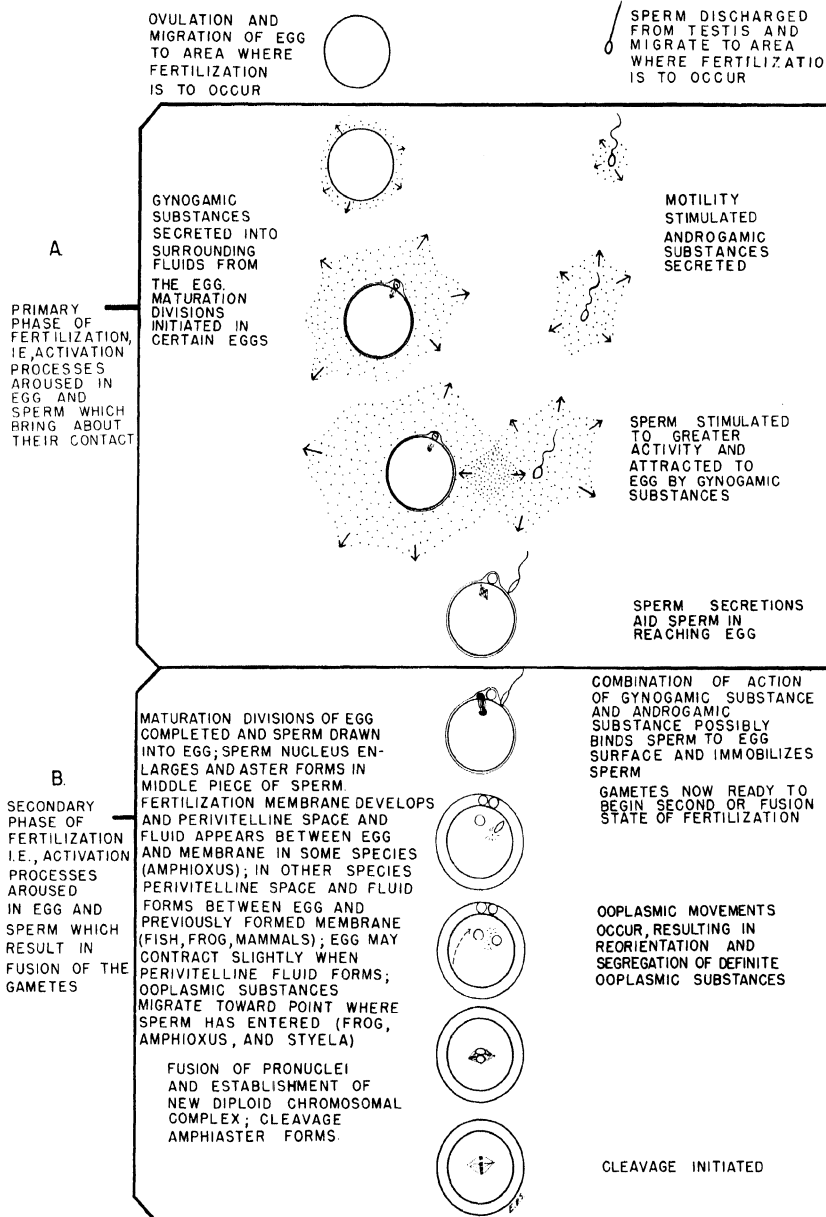 OVULATION AND
MIGRATION OF EGG
TO AREA WHERE
FERTILIZATION
IS TO OCCUR
SPERM DISCHARGED
FROM TESTIS AND
MIGRATE TO AREA
WHERE FERTILIZATIO
IS TO OCCUR
A.
PRIMARY
PHASE OF
FERTILIZATION,
IE, ACTIVATION
PROCESSES
AROUSED IN
EGG AND
SPERM WHICH
BRING ABOUT
THEIR CONTACT
GYNOGAMIC
SUBSTANCES
SECRETED INTO
SURROUNDING
FLUIDS FROM
THE EGG.
MATURATION
DIVISIONS
INITIATED IN
CERTAIN EGGS
MOTILITY
STIMULATED
ANDROGAMIC
SUBSTANCES
SECRETED
SPERM STIMULATED
TO GREATER
ACTIVITY AND
ATTRACTED TO
EGG BY GYNOGAMIC
SUBSTANCES
SPERM SECRETIONS
AID SPERM IN
REACHING EGG
B.
SECONDARY
PHASE OF
FERTILIZATION
I.E., ACTIVATION
PROCESSES
AROUSED
IN EGG AND
SPERM WHICH
RESULT IN
FUSION OF THE
GAMETES
MATURATION DIVISIONS OF EGG
COMPLETED AND SPERM DRAWN
INTO EGG; SPERM NUCLEUS EN-
LARGES AND ASTER FORMS IN
MIDDLE PIECE OF SPERM.
FERTILIZATION MEMBRANE DEVELOPS
AND PERIVITELLINE SPACE AND
FLUID APPEARS BETWEEN EGG
AND MEMBRANE IN SOME SPECIES
(AMPHIOXUS); IN OTHER SPECIES
PERIVITELLINE SPACE AND FLUID
FORMS BETWEEN EGG AND
PREVIOUSLY FORMED MEMBRANE
(FISH, FROG, MAMMALS); EGG MAY
CONTRACT SLIGHTLY WHEN
PERIVITELLINE FLUID FORMS;
OOPLASMIC SUBSTANCES
MIGRATE TOWARD POINT WHERE
SPERM HAS ENTERED (FROG,
AMPHIOXUS, AND STYELA)
FUSION OF PRONUCLEI
AND ESTABLISHMENT OF
NEW DIPLOID CHROMOSOMAL
COMPLEX; CLEAVAGE
AMPHIASTER FORMS.
COMBINATION OF ACTION
OF GYNOGAMIC SUBSTANCE
AND ANDROGAMIC
SUBSTANCE POSSIBLY
BINDS SPERM TO EGG
SURFACE AND IMMOBILIZES
SPERM
GAMETES NOW READY TO
BEGIN SECOND OR FUSION
STATE OF FERTILIZATION
OOPLASMIC MOVEMENTS
OCCUR, RESULTING IN
REORIENTATION AND
SEGREGATION OF DEFINITE
OOPLASMIC SUBSTANCES
CLEAVAGE INITIATED